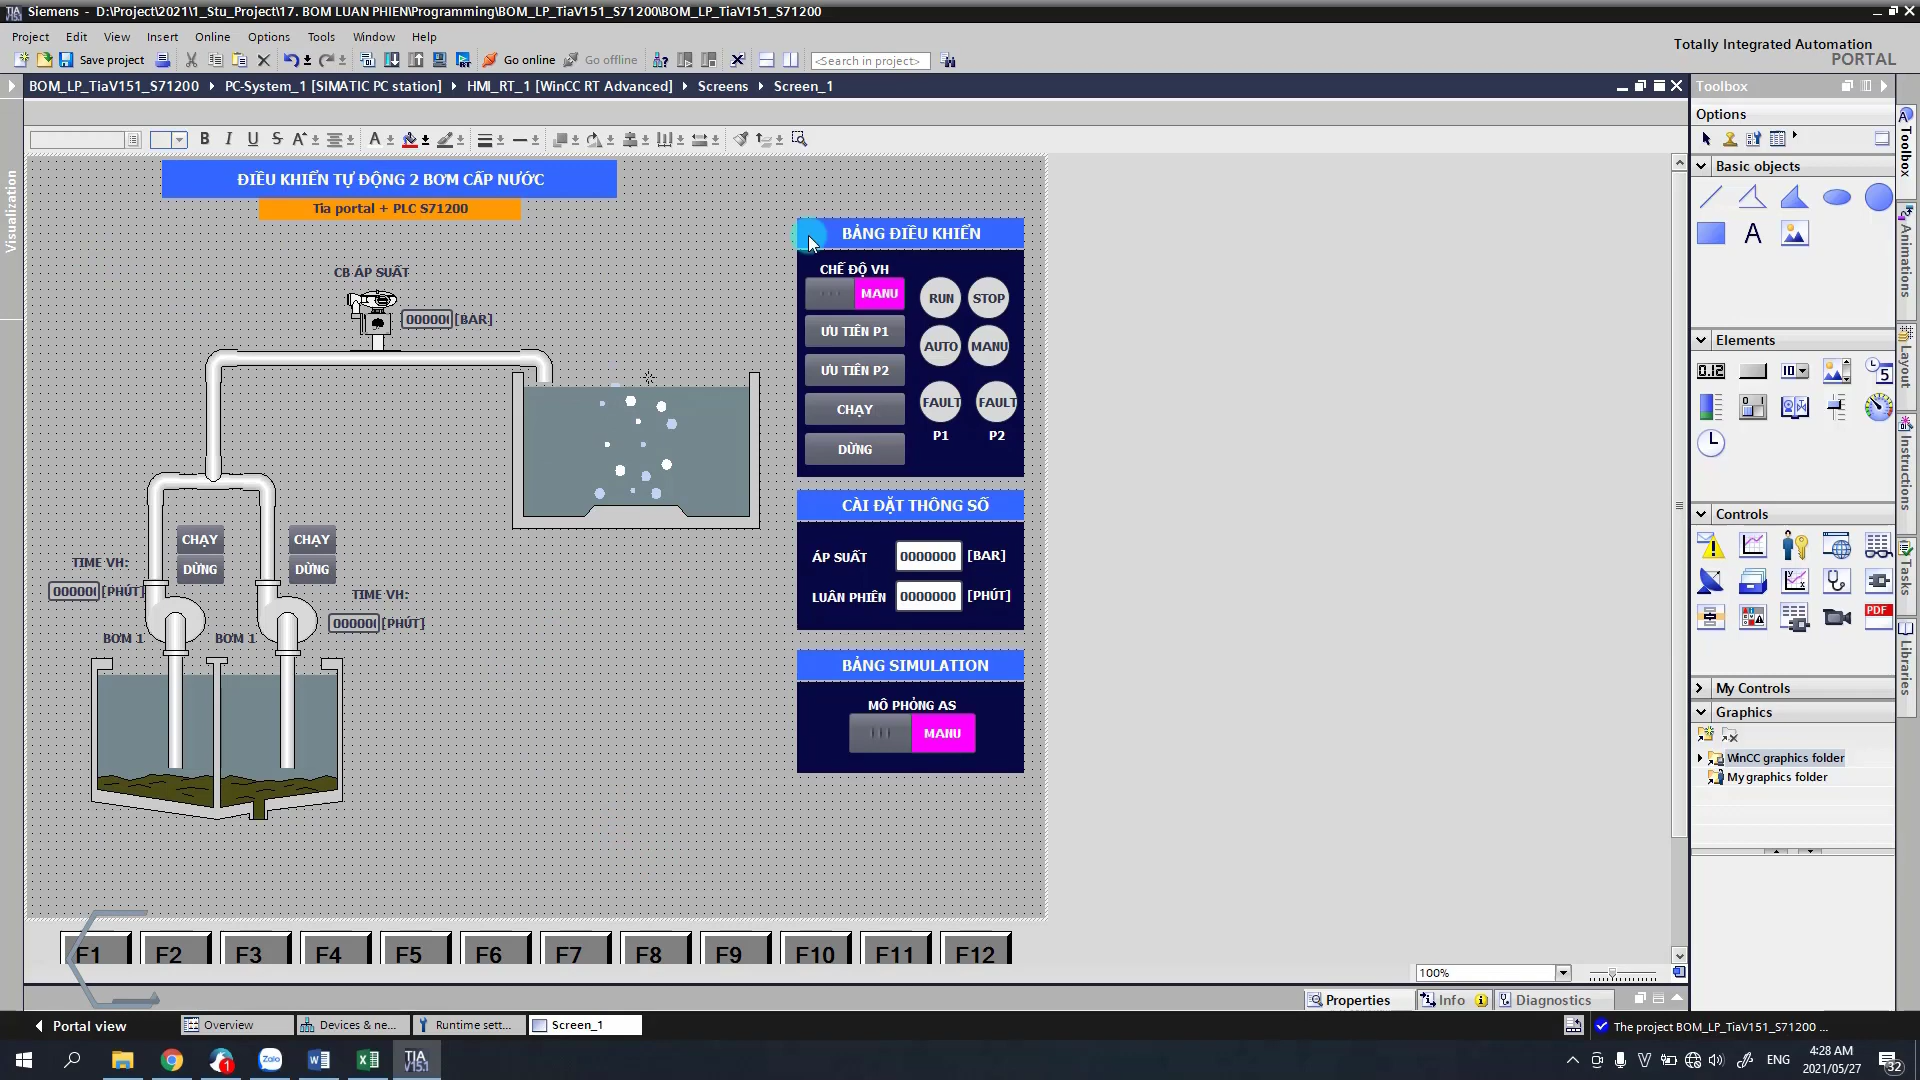 Siemens - D:\Project\2021\1_Stu_Project\17. BOM LUAN PHIEN\Programming\BOM_LP_TiaV151_S71200\BOM_LP_TiaV151_S71200
Project Edit View Insert Online Options Tools Window Help
Totally Integrated Automation
PORTAL
Save project
Go online
Go offline
<Search in project>
BOM_LP_TiaV151_S71200 PC-System_1 [SIMATIC PC station] HMI_RT_1 [WinCC RT Advanced] Screens Screen_1
Toolbox
Options
Visualization
ĐIỀU KHIỂN TỰ ĐỘNG 2 BƠM CẤP NƯỚC
Tia portal + PLC S71200
CB ÁP SUẤT
[BAR]
BẢNG ĐIỀU KHIỂN
CHẾ ĐỘ VH
MANU
RUN STOP
ƯU TIÊN P1
AUTO MANU
ƯU TIÊN P2
CHẠY
FAULT FAULT
P1 P2
DỪNG
CÀI ĐẶT THÔNG SỐ
ÁP SUẤT 0000000 [BAR]
LUÂN PHIÊN 0000000 [PHÚT]
BẢNG SIMULATION
MÔ PHỎNG AS
MANU
CHẠY CHẠY
DỪNG DỪNG
TIME VH:
[PHÚT]
TIME VH:
[PHÚT]
BƠM 1 BƠM 1
F1 F2 F3 F4 F5 F6 F7 F8 F9 F10 F11 F12
100%
Basic objects
Elements
Controls
My Controls
Graphics
WinCC graphics folder
My graphics folder
Toolbox
Animations
Layout
Instructions
Tasks
Libraries
Properties Info Diagnostics
Portal view Overview Devices & ne... Runtime sett... Screen_1
The project BOM_LP_TiaV151_S71200 ...
ENG
4:28 AM
2021/05/27
32